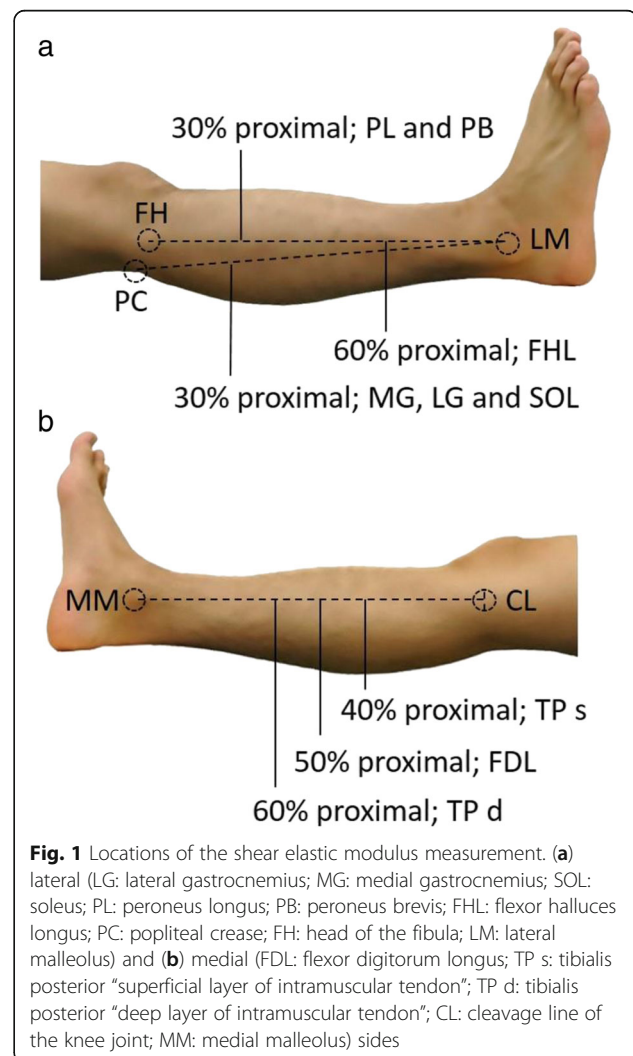 a
30% proximal; PL and PB
FH
LM
PC
60% proximal; FHL
30% proximal; MG, LG and SOL
b
MM
CL
40% proximal; TP s
50% proximal; FDL
60% proximal; TP d
Fig. 1 Locations of the shear elastic modulus measurement. (a)
lateral (LG: lateral gastrocnemius; MG: medial gastrocnemius; SOL:
soleus; PL: peroneus longus; PB: peroneus brevis; FHL: flexor halluces
longus; PC: popliteal crease; FH: head of the fibula; LM: lateral
malleolus) and (b) medial (FDL: flexor digitorum longus; TP s: tibialis
posterior “superficial layer of intramuscular tendon”; TP d: tibialis
posterior “deep layer of intramuscular tendon”; CL: cleavage line of
the knee joint; MM: medial malleolus) sides